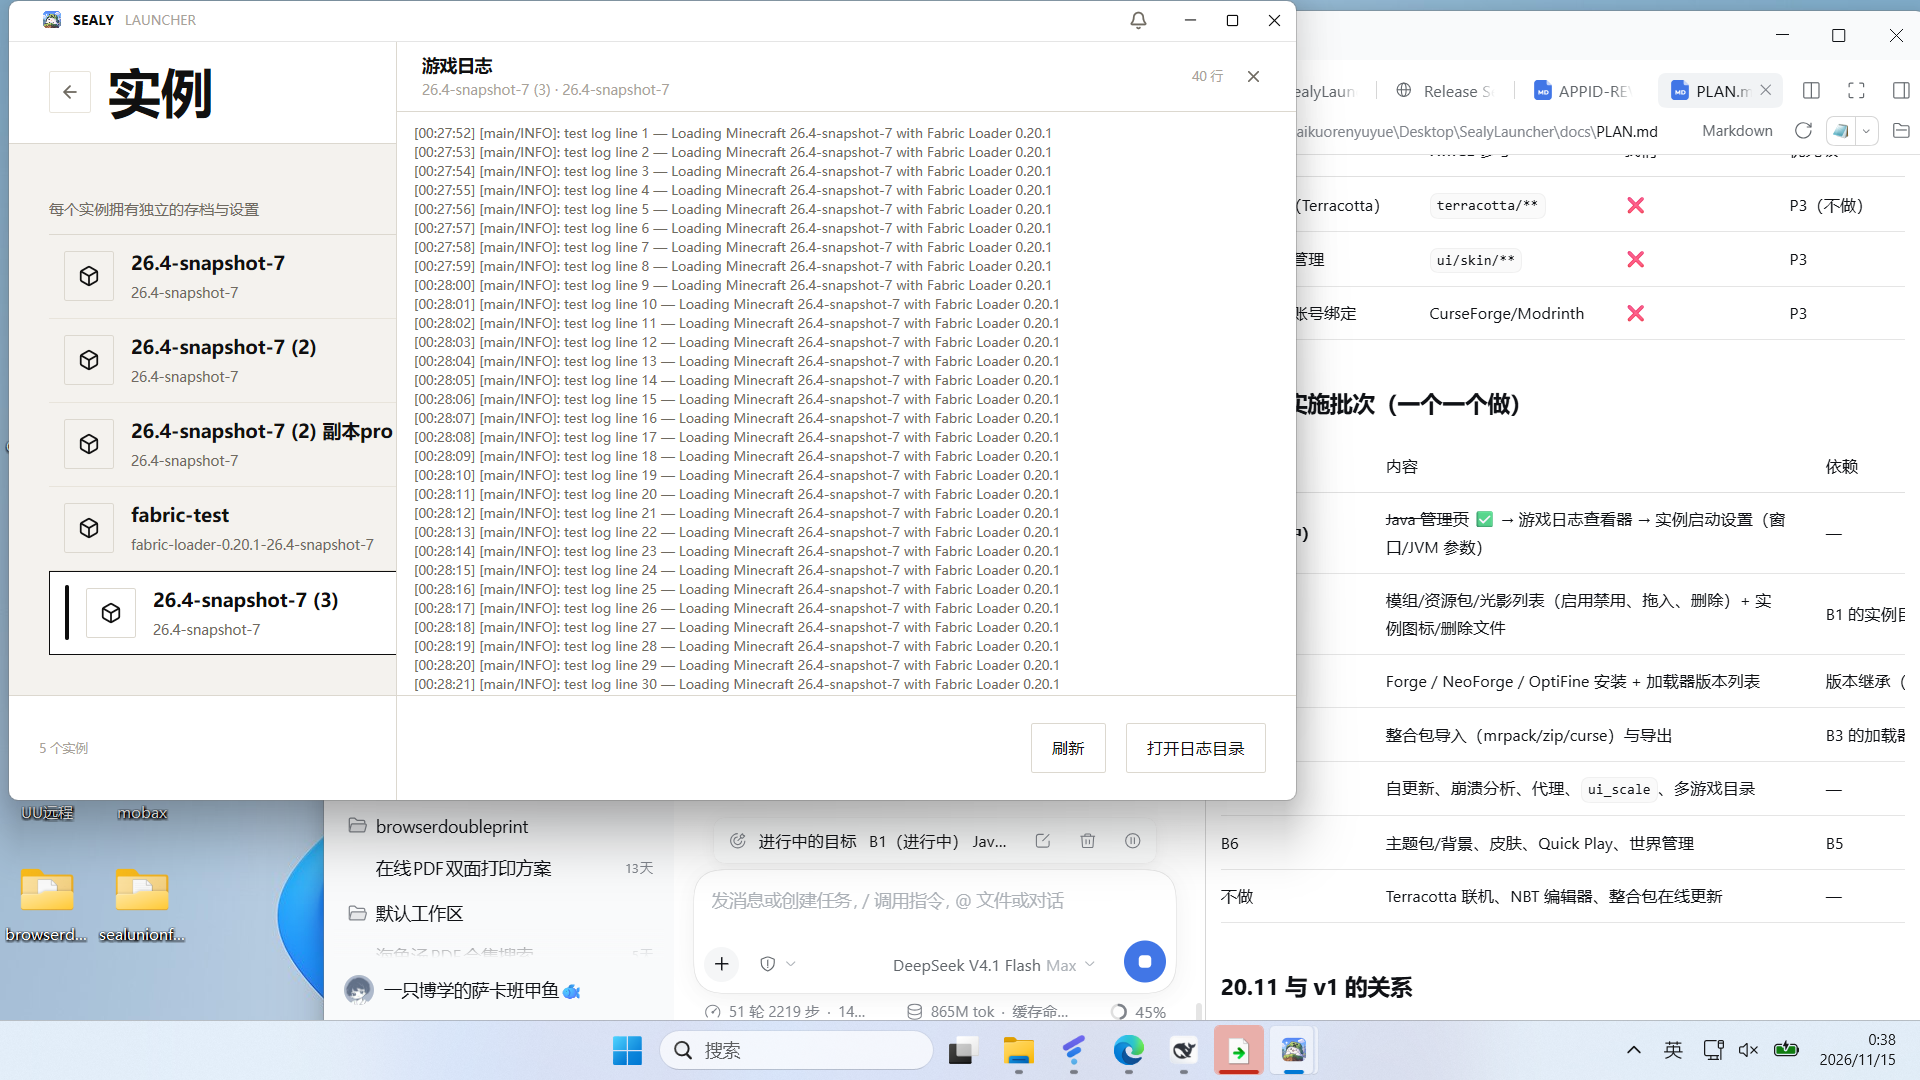 SEALY LAUNCHER
实例
每个实例拥有独立的存档与设置
26.4-snapshot-7
26.4-snapshot-7
26.4-snapshot-7 (2)
26.4-snapshot-7
26.4-snapshot-7 (2) 副本pro
26.4-snapshot-7
fabric-test
fabric-loader-0.20.1-26.4-snapshot-7
26.4-snapshot-7 (3)
26.4-snapshot-7
5 个实例
游戏日志
26.4-snapshot-7 (3) · 26.4-snapshot-7
40 行
[00:27:52] [main/INFO]: test log line 1 — Loading Minecraft 26.4-snapshot-7 with Fabric Loader 0.20.1
[00:27:53] [main/INFO]: test log line 2 — Loading Minecraft 26.4-snapshot-7 with Fabric Loader 0.20.1
[00:27:54] [main/INFO]: test log line 3 — Loading Minecraft 26.4-snapshot-7 with Fabric Loader 0.20.1
[00:27:55] [main/INFO]: test log line 4 — Loading Minecraft 26.4-snapshot-7 with Fabric Loader 0.20.1
[00:27:56] [main/INFO]: test log line 5 — Loading Minecraft 26.4-snapshot-7 with Fabric Loader 0.20.1
[00:27:57] [main/INFO]: test log line 6 — Loading Minecraft 26.4-snapshot-7 with Fabric Loader 0.20.1
[00:27:58] [main/INFO]: test log line 7 — Loading Minecraft 26.4-snapshot-7 with Fabric Loader 0.20.1
[00:27:59] [main/INFO]: test log line 8 — Loading Minecraft 26.4-snapshot-7 with Fabric Loader 0.20.1
[00:28:00] [main/INFO]: test log line 9 — Loading Minecraft 26.4-snapshot-7 with Fabric Loader 0.20.1
[00:28:01] [main/INFO]: test log line 10 — Loading Minecraft 26.4-snapshot-7 with Fabric Loader 0.20.1
[00:28:02] [main/INFO]: test log line 11 — Loading Minecraft 26.4-snapshot-7 with Fabric Loader 0.20.1
[00:28:03] [main/INFO]: test log line 12 — Loading Minecraft 26.4-snapshot-7 with Fabric Loader 0.20.1
[00:28:04] [main/INFO]: test log line 13 — Loading Minecraft 26.4-snapshot-7 with Fabric Loader 0.20.1
[00:28:05] [main/INFO]: test log line 14 — Loading Minecraft 26.4-snapshot-7 with Fabric Loader 0.20.1
[00:28:06] [main/INFO]: test log line 15 — Loading Minecraft 26.4-snapshot-7 with Fabric Loader 0.20.1
[00:28:07] [main/INFO]: test log line 16 — Loading Minecraft 26.4-snapshot-7 with Fabric Loader 0.20.1
[00:28:08] [main/INFO]: test log line 17 — Loading Minecraft 26.4-snapshot-7 with Fabric Loader 0.20.1
[00:28:09] [main/INFO]: test log line 18 — Loading Minecraft 26.4-snapshot-7 with Fabric Loader 0.20.1
[00:28:10] [main/INFO]: test log line 19 — Loading Minecraft 26.4-snapshot-7 with Fabric Loader 0.20.1
[00:28:11] [main/INFO]: test log line 20 — Loading Minecraft 26.4-snapshot-7 with Fabric Loader 0.20.1
[00:28:12] [main/INFO]: test log line 21 — Loading Minecraft 26.4-snapshot-7 with Fabric Loader 0.20.1
[00:28:13] [main/INFO]: test log line 22 — Loading Minecraft 26.4-snapshot-7 with Fabric Loader 0.20.1
[00:28:14] [main/INFO]: test log line 23 — Loading Minecraft 26.4-snapshot-7 with Fabric Loader 0.20.1
[00:28:15] [main/INFO]: test log line 24 — Loading Minecraft 26.4-snapshot-7 with Fabric Loader 0.20.1
[00:28:16] [main/INFO]: test log line 25 — Loading Minecraft 26.4-snapshot-7 with Fabric Loader 0.20.1
[00:28:17] [main/INFO]: test log line 26 — Loading Minecraft 26.4-snapshot-7 with Fabric Loader 0.20.1
[00:28:18] [main/INFO]: test log line 27 — Loading Minecraft 26.4-snapshot-7 with Fabric Loader 0.20.1
[00:28:19] [main/INFO]: test log line 28 — Loading Minecraft 26.4-snapshot-7 with Fabric Loader 0.20.1
[00:28:20] [main/INFO]: test log line 29 — Loading Minecraft 26.4-snapshot-7 with Fabric Loader 0.20.1
[00:28:21] [main/INFO]: test log line 30 — Loading Minecraft 26.4-snapshot-7 with Fabric Loader 0.20.1
刷新 打开日志目录
ealyLaun Release S APPID-RE PLAN.m
aikuorenyuyue\Desktop\SealyLauncher\docs\PLAN.md Markdown
(Terracotta) terracotta/** ❌ P3（不做）
管理 ui/skin/** ❌ P3
账号绑定 CurseForge/Modrinth ❌ P3
实施批次（一个一个做）
内容 依赖
Java 管理页 ✅ → 游戏日志查看器 → 实例启动设置（窗
口/JVM 参数） —
模组/资源包/光影列表（启用禁用、拖入、删除）+ 实
例图标/删除文件 B1 的实例目
Forge / NeoForge / OptiFine 安装 + 加载器版本列表 版本继承（
整合包导入（mrpack/zip/curse）与导出 B3 的加载器
自更新、崩溃分析、代理、 ui_scale 、多游戏目录 —
B6 主题包/背景、皮肤、Quick Play、世界管理 B5
不做 Terracotta 联机、NBT 编辑器、整合包在线更新 —
20.11 与 v1 的关系
UU远程 mobax
browserd... sealunionf...
browserdoubleprint
在线PDF双面打印方案 13天
默认工作区
海龟汤PDF合集搜索 5天
一只博学的萨卡班甲鱼🐟
进行中的目标 B1（进行中） Jav...
发消息或创建任务, / 调用指令, @ 文件或对话
DeepSeek V4.1 Flash Max
51 轮 2219 步 · 14... 865M tok · 缓存命... 45%
搜索
英
0:38
2026/11/15